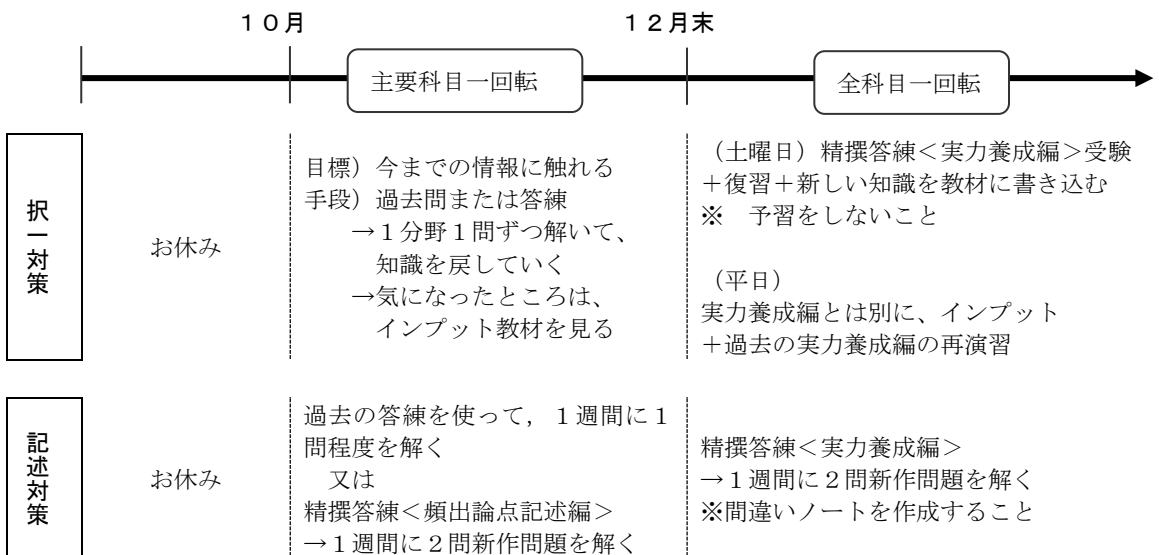 １０月
１２月末
主要科目一回転
全科目一回転
択一対策
お休み
目標）今までの情報に触れる
手段）過去問または答練
→１分野１問ずつ解いて、
知識を戻していく
→気になったところは、
インプット教材を見る
（土曜日）精撰答練＜実力養成編＞受験
＋復習＋新しい知識を教材に書き込む
※　予習をしないこと
（平日）
実力養成編とは別に、インプット
＋過去の実力養成編の再演習
記述対策
お休み
過去の答練を使って，１週間に１
問程度を解く
又は
精撰答練＜頻出論点記述編＞
→１週間に２問新作問題を解く
精撰答練＜実力養成編＞
→１週間に２問新作問題を解く
※間違いノートを作成すること